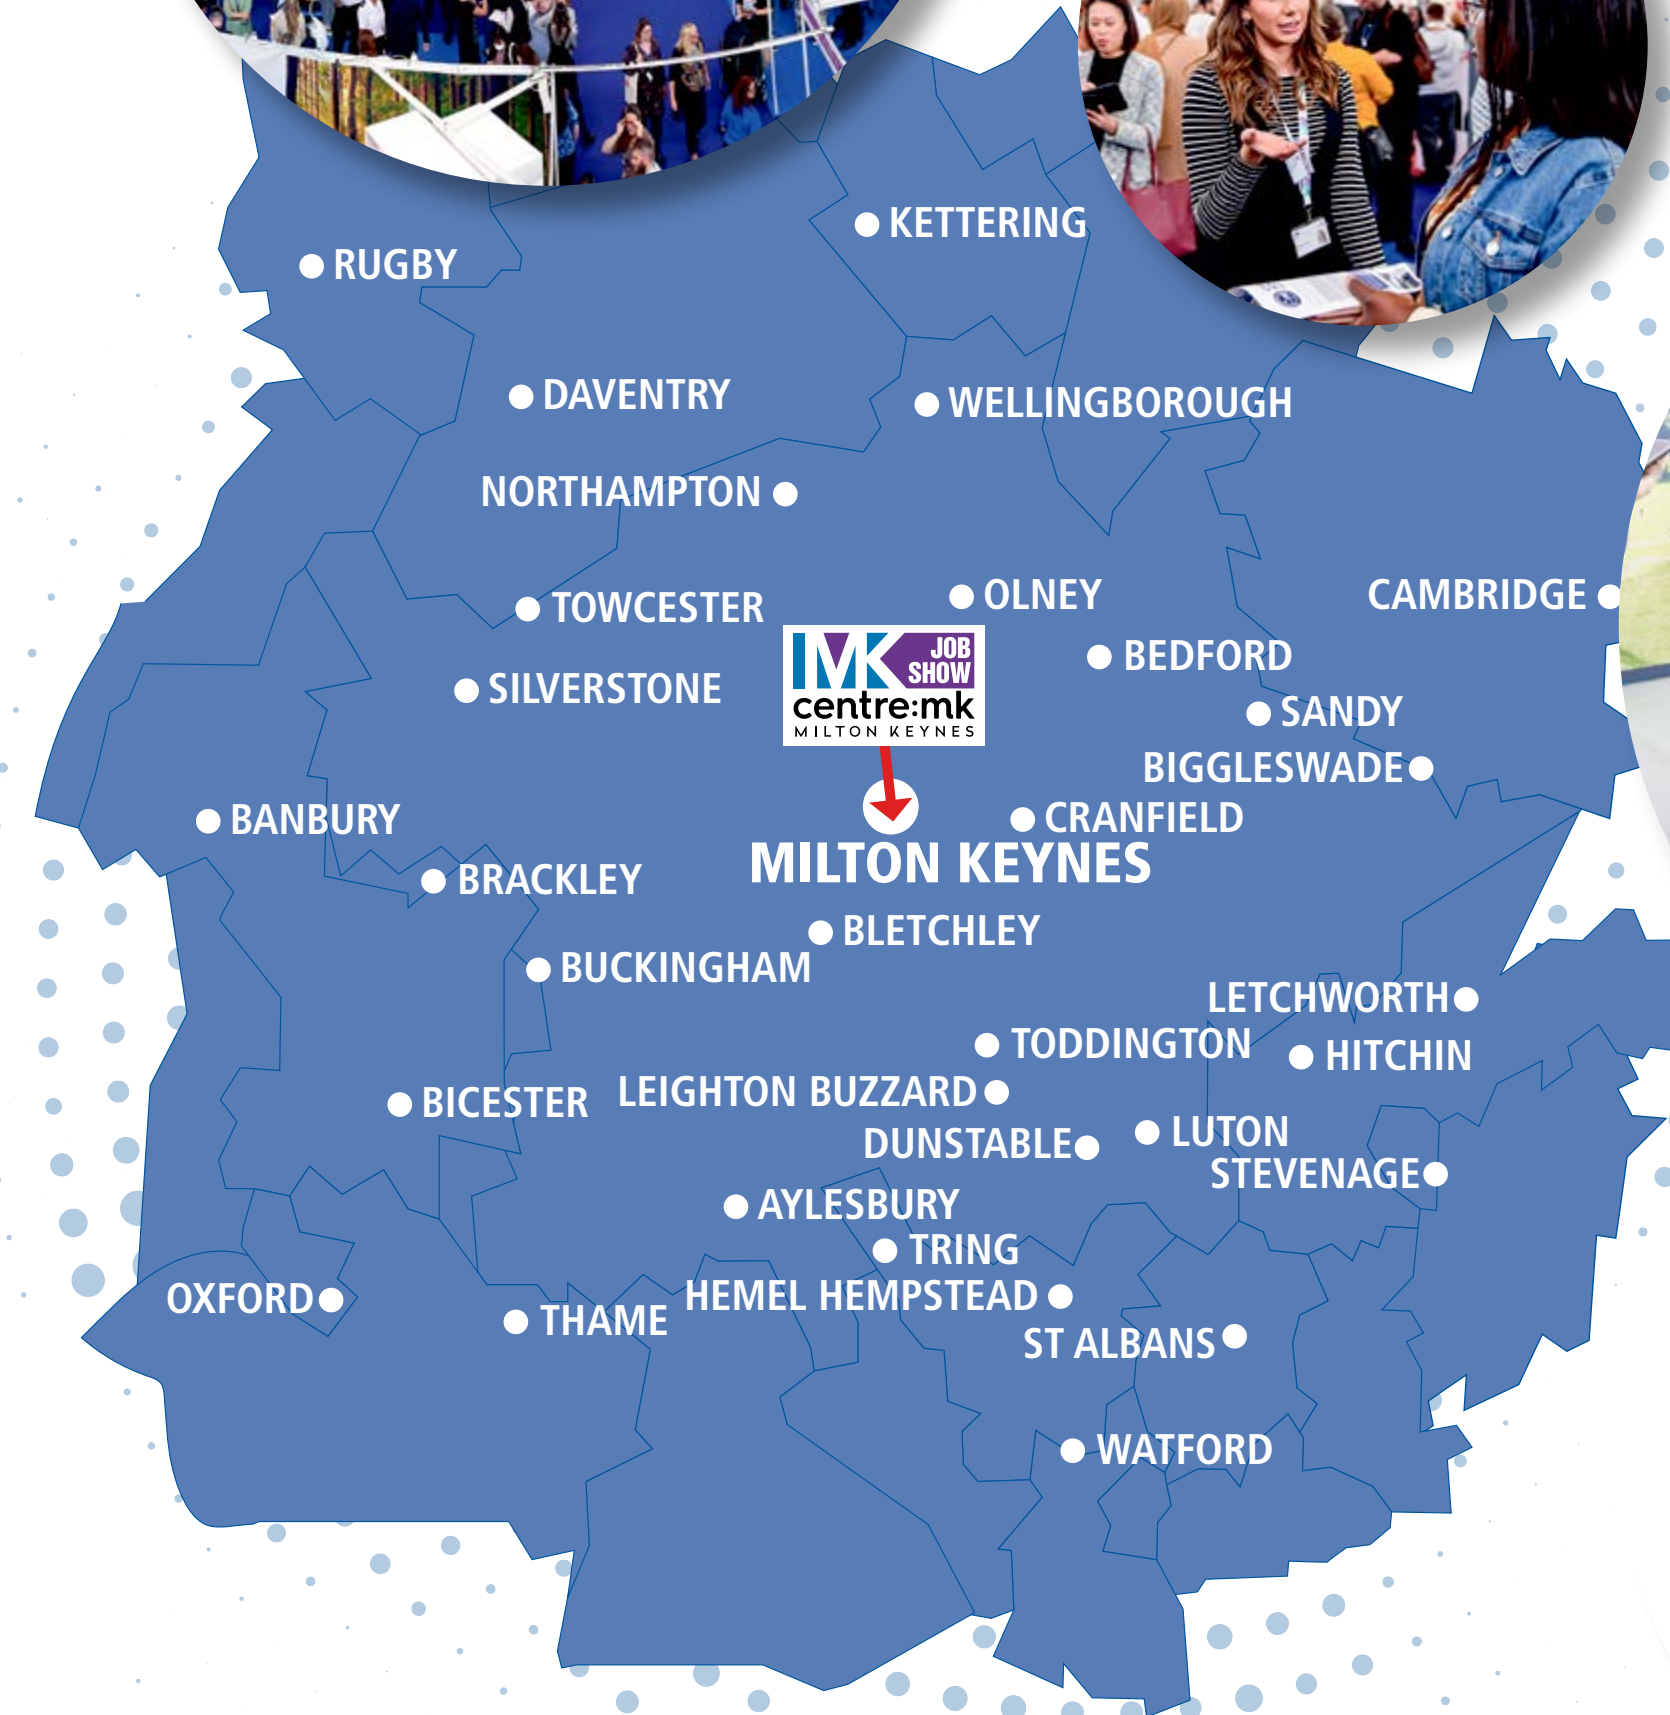 KETTERING
RUGBY
DAVENTRY
WELLINGBOROUGH
NORTHAMPTON
OLNEY
CAMBRIDGE
TOWCESTER
MK JOB
SHOW
centre:mk
MILTON KEYNES
BEDFORD
SILVERSTONE
SANDY
BIGGLESWADE
BANBURY
CRANFIELD
MILTON KEYNES
BRACKLEY
BLETCHLEY
BUCKINGHAM
LETCHWORTH
TODDINGTON
HITCHIN
LEIGHTON BUZZARD
BICESTER
LUTON
DUNSTABLE
STEVENAGE
AYLESBURY
TRING
HEMEL HEMPSTEAD
OXFORD
THAME
ST ALBANS
WATFORD